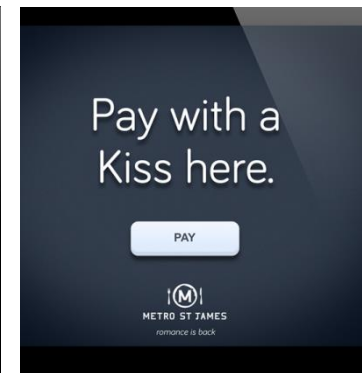 Pay with a
Kiss here.
PAY
M
METRO ST JAMES
romance is back